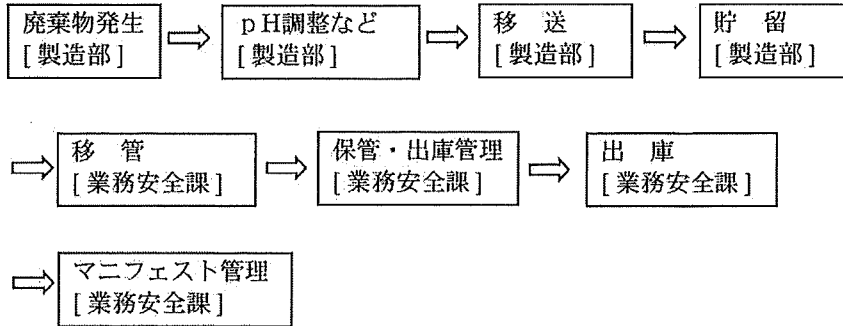 廃棄物発生
[製造部]
pH調整など
[製造部]
移　送
[製造部]
貯　留
[製造部]
移　管
[業務安全課]
保管・出庫管理
[業務安全課]
出　庫
[業務安全課]
マニフェスト管理
[業務安全課]